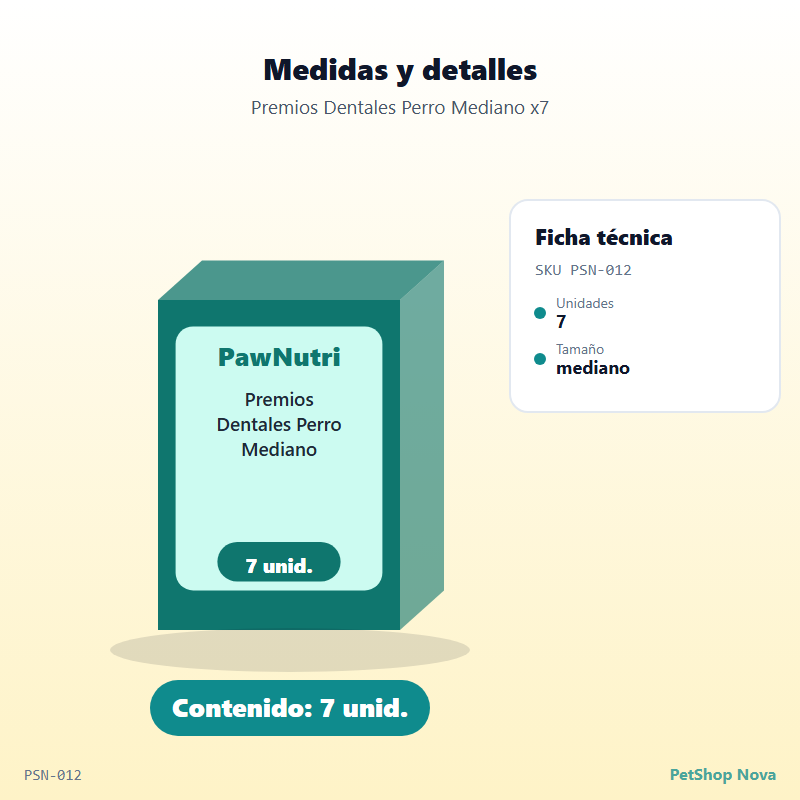 Medidas y detalles
Premios Dentales Perro Mediano x7
PawNutri
Premios
Dentales Perro
Mediano
7 unid.
Contenido: 7 unid.
Ficha técnica
SKU PSN-012
Unidades
7
Tamaño
mediano
PSN-012
PetShop Nova